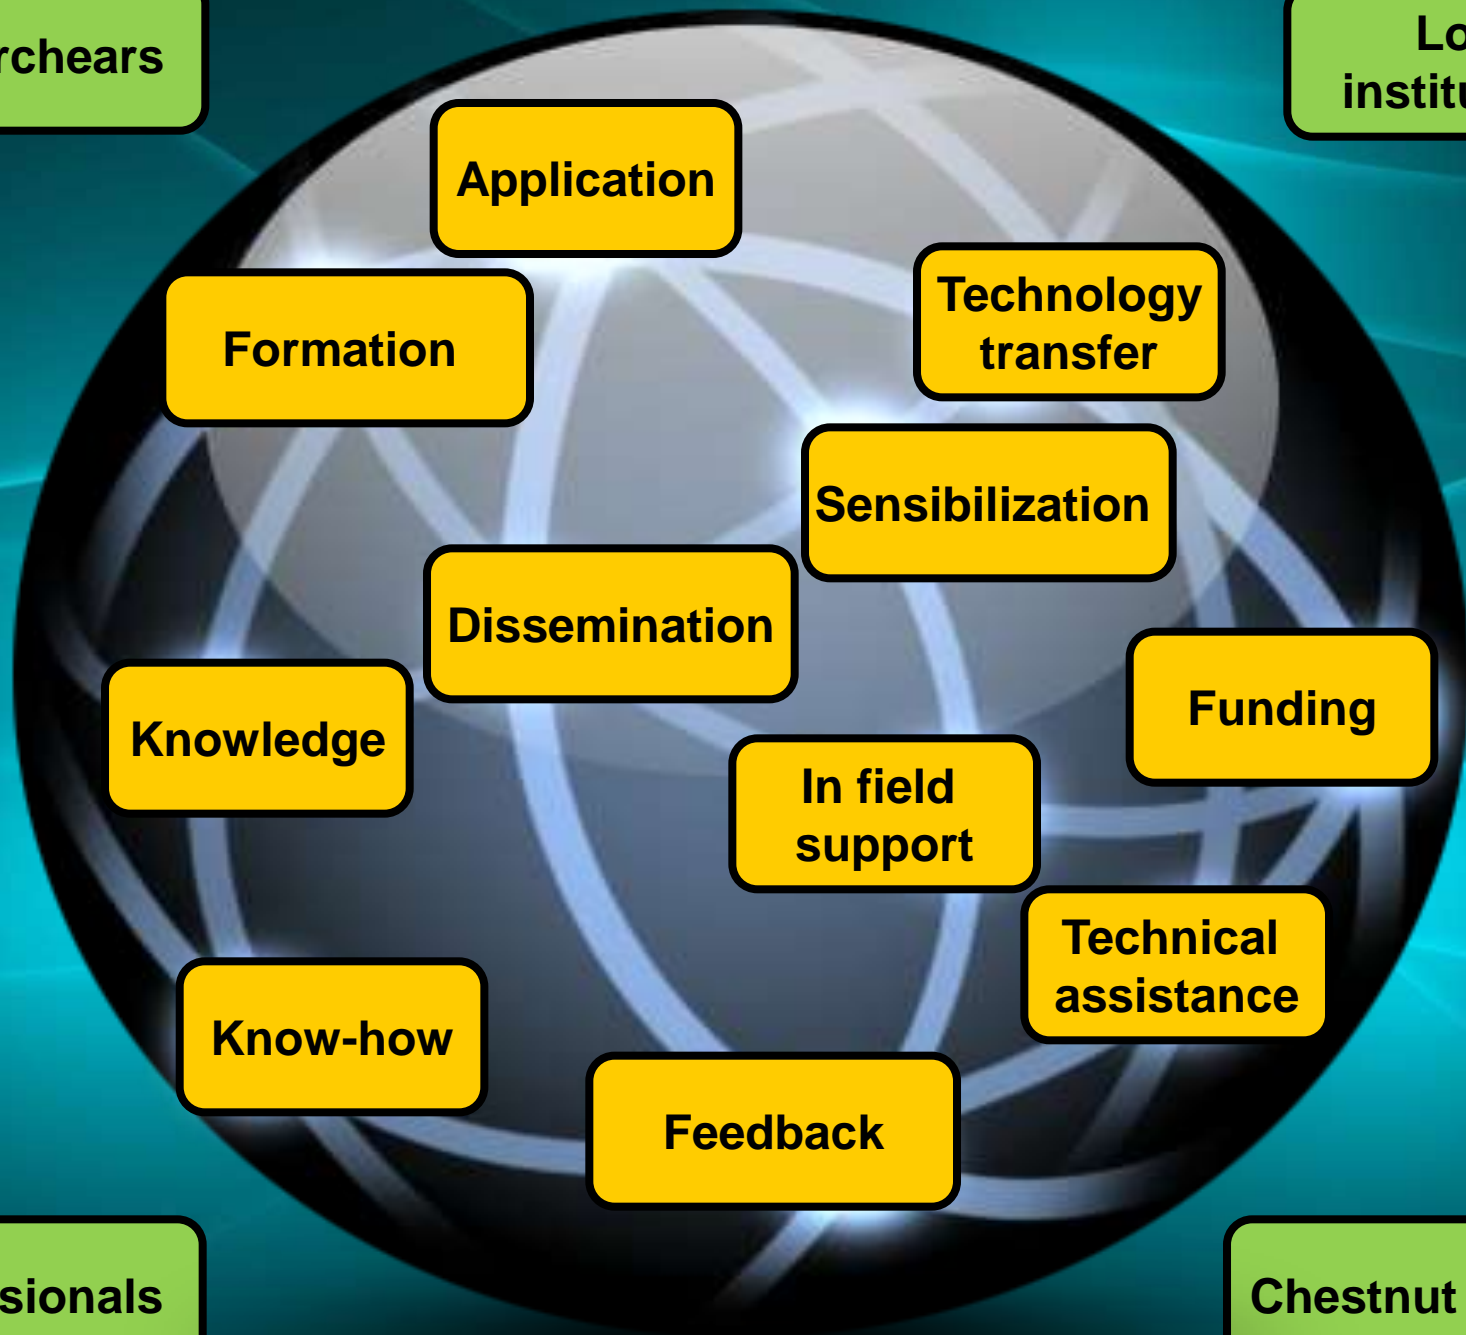 rchears
Lo
institu
Application
Technology
transfer
Formation
Sensibilization
Dissemination
Funding
Knowledge
In field
support
Technical
assistance
Know-how
Feedback
sionals
Chestnut